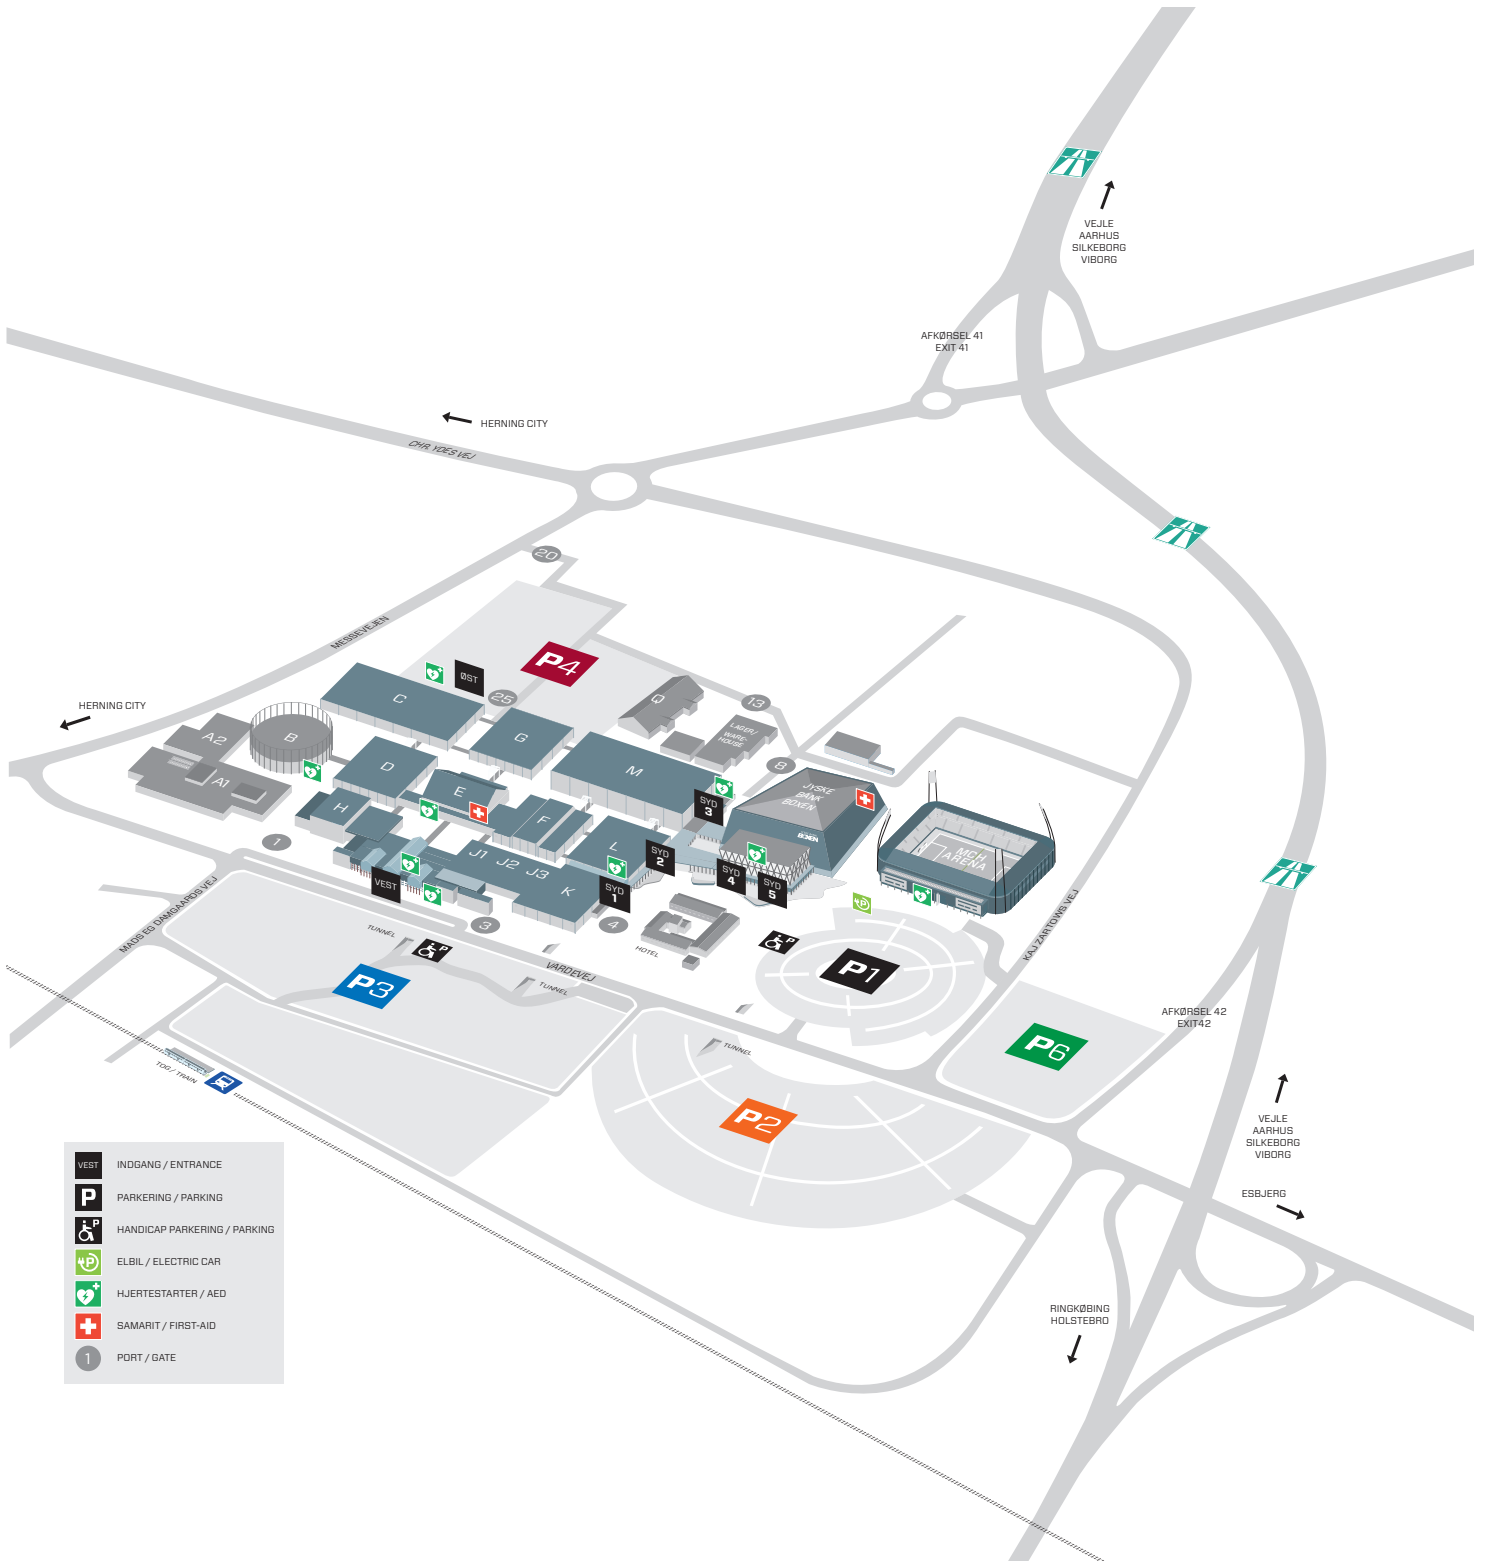 VEJLE
AARHUS
SILKEBORG
VIBORG
AFKØRSEL 41
EXIT 41
HERNING CITY
CHR. YDES VEJ
20
MESSEVEJEN
P4
ØST
25
C
HERNING CITY
Q
13
G
A2
B
LAGER/
WARE-
HOUSE
D
M
8
A1
E
JYSKE
BANK
BOXEN
H
SYD
3
F
BOXEN
1
J1
J2
J3
L
SYD
2
MCH
ARENA
K
VEST
SYD
1
SYD
4
SYD
5
MADS EG DAMGAARDS VEJ
TUNNEL
3
4
HOTEL
KAJ ZARTOWS VEJ
P
P
P
VARDEVEJ
P1
P3
TUNNEL
AFKØRSEL 42
EXIT42
P6
TUNNEL
TOG / TRAIN
P2
VEJLE
AARHUS
SILKEBORG
VIBORG
ESBJERG
VEST INDGANG / ENTRANCE
P PARKERING / PARKING
P HANDICAP PARKERING / PARKING
P ELBIL / ELECTRIC CAR
HJERTESTARTER / AED
SAMARIT / FIRST-AID
1 PORT / GATE
RINGKØBING
HOLSTEBRO